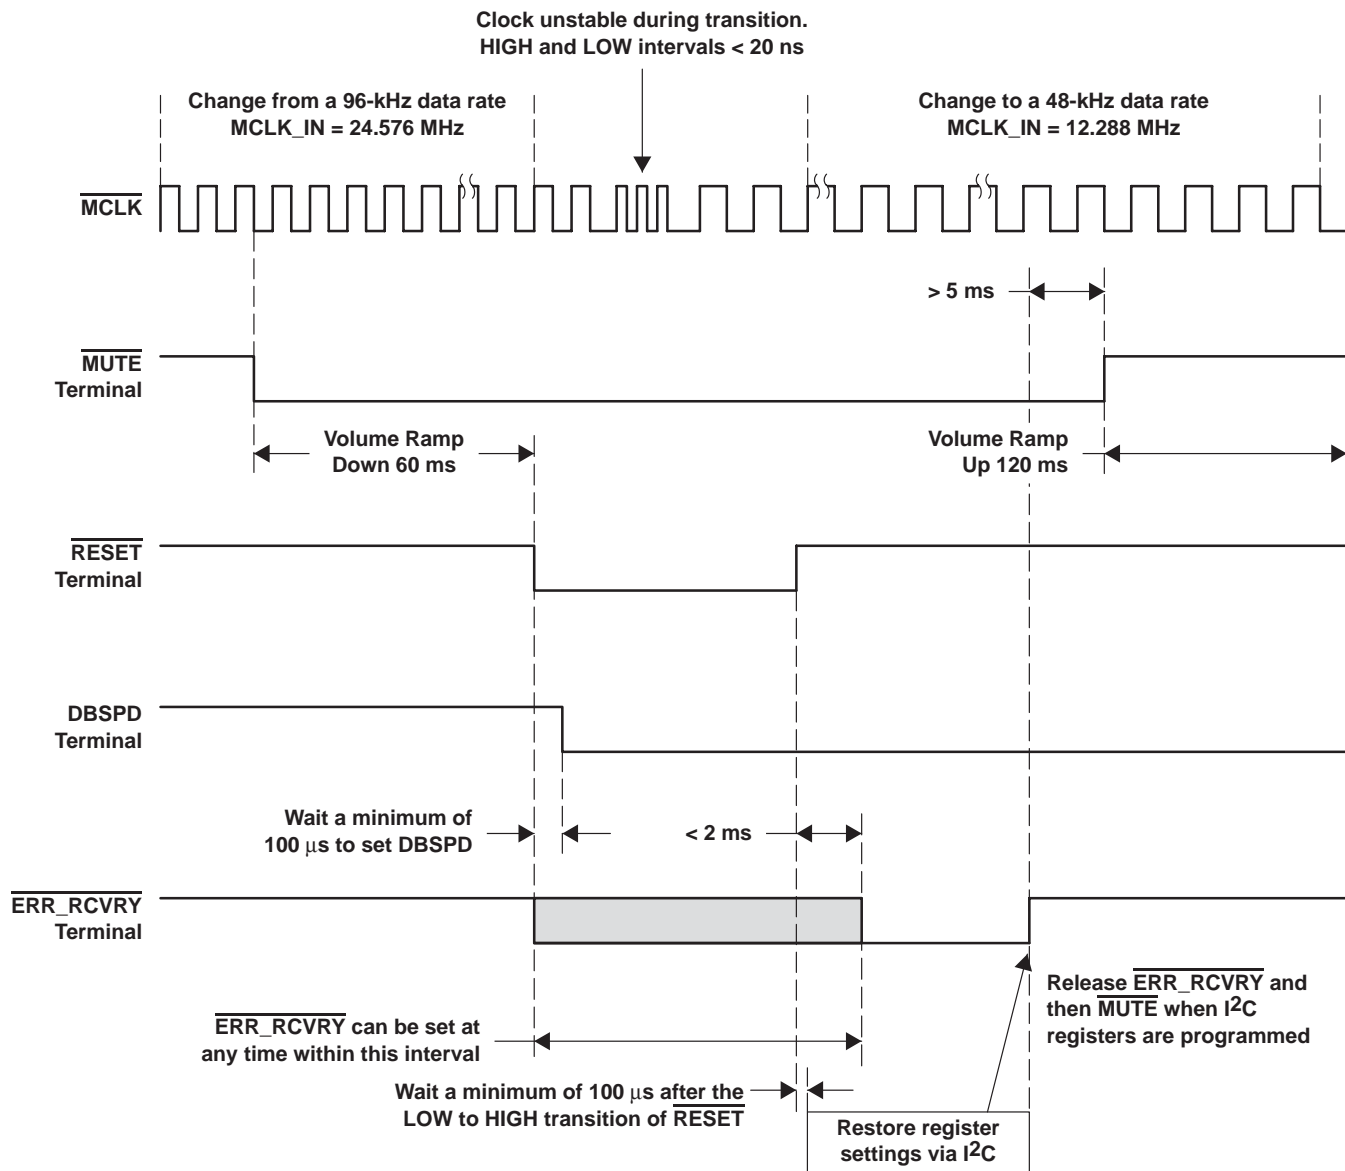 Clock unstable during transition.
HIGH and LOW intervals < 20 ns
Change from a 96-kHz data rate
MCLK_IN = 24.576 MHz
Change to a 48-kHz data rate
MCLK_IN = 12.288 MHz
MCLK
> 5 ms
MUTE
Terminal
Volume Ramp
Down 60 ms
Volume Ramp
Up 120 ms
RESET
Terminal
DBSPD
Terminal
Wait a minimum of
100 μs to set DBSPD
< 2 ms
ERR_RCVRY
Terminal
ERR_RCVRY can be set at
any time within this interval
Release ERR_RCVRY and
then MUTE when I2C
registers are programmed
Wait a minimum of 100 μs after the
LOW to HIGH transition of RESET
Restore register
settings via I2C